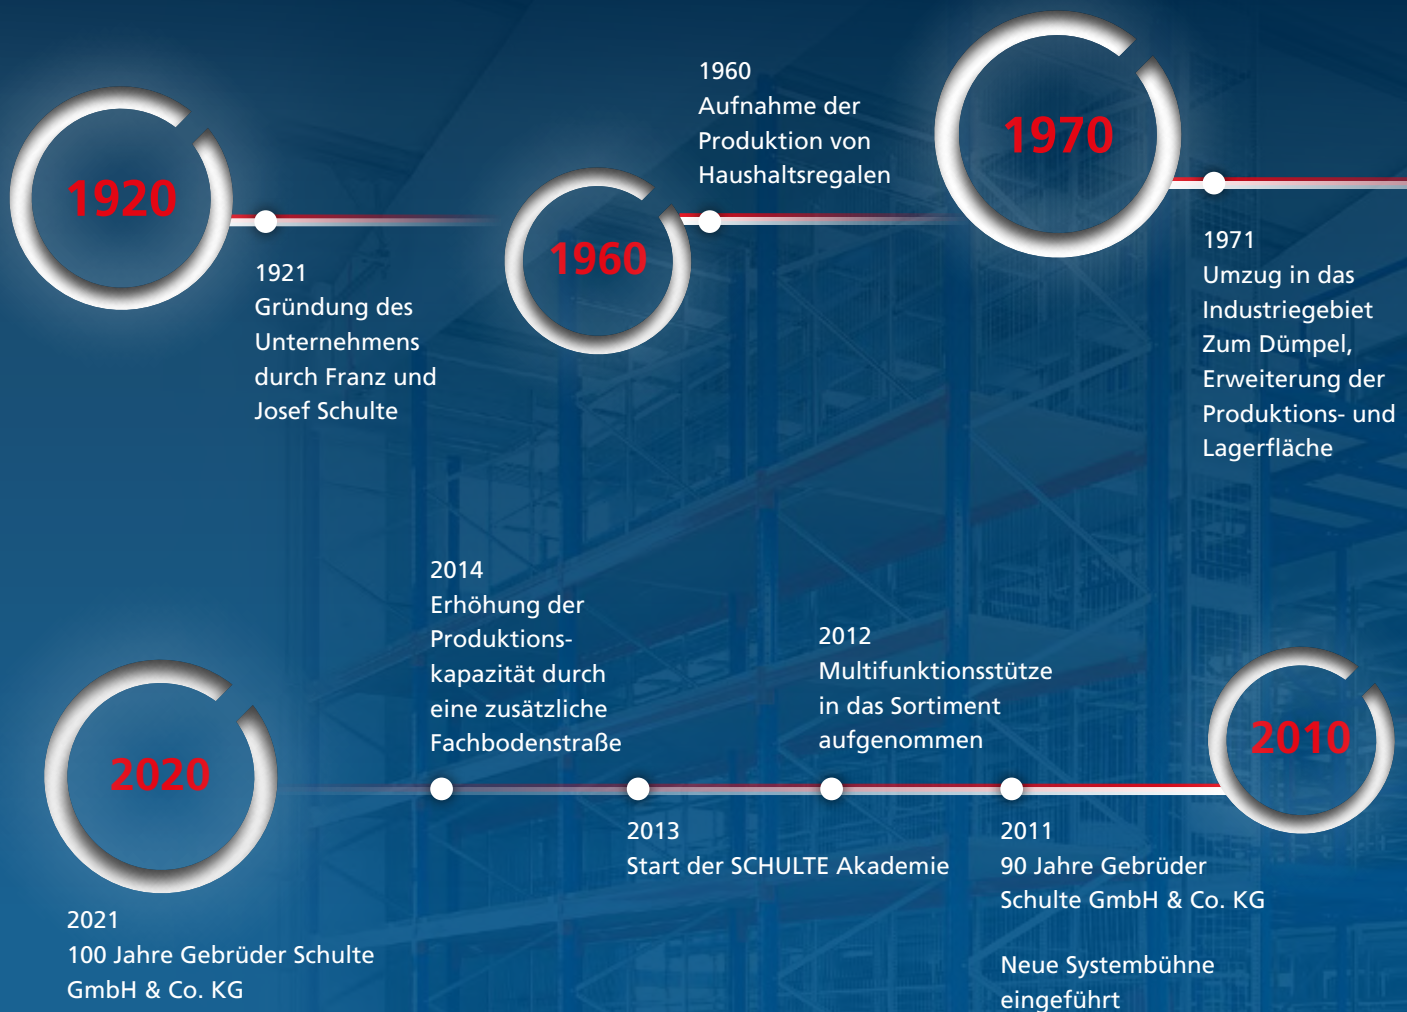 1920
1921
Gründung des
Unternehmens
durch Franz und
Josef Schulte
1960
1960
Aufnahme der
Produktion von
Haushaltsregalen
1970
1971
Umzug in das
Industriegebiet
Zum Dümpel,
Erweiterung der
Produktions- und
Lagerfläche
2010
2011
90 Jahre Gebrüder
Schulte GmbH & Co. KG
Neue Systembühne
eingeführt
2012
Multifunktionsstütze
in das Sortiment
aufgenommen
2013
Start der SCHULTE Akademie
2014
Erhöhung der
Produktions-
kapazität durch
eine zusätzliche
Fachbodenstraße
2020
2021
100 Jahre Gebrüder Schulte
GmbH & Co. KG